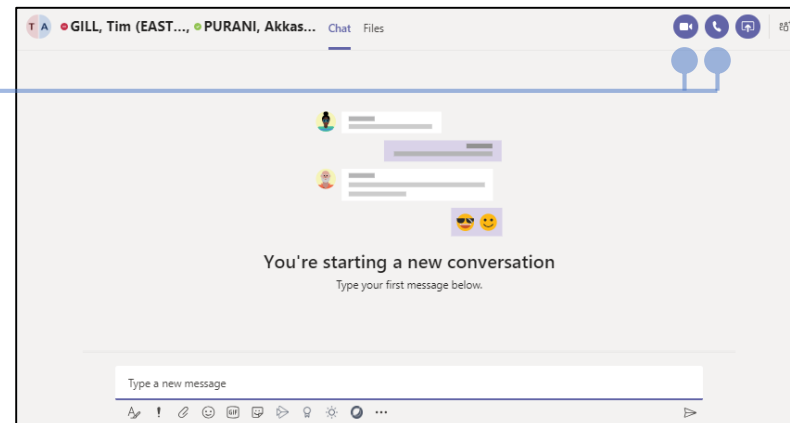 T A GILL, Tim (EAST..., PURANI, Akkas... Chat Files
You're starting a new conversation
Type your first message below.
Type a new message
GIF